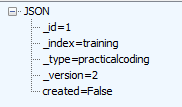 JSON
_id=1
_index=training
_type=practicalcoding
_version=2
created=False